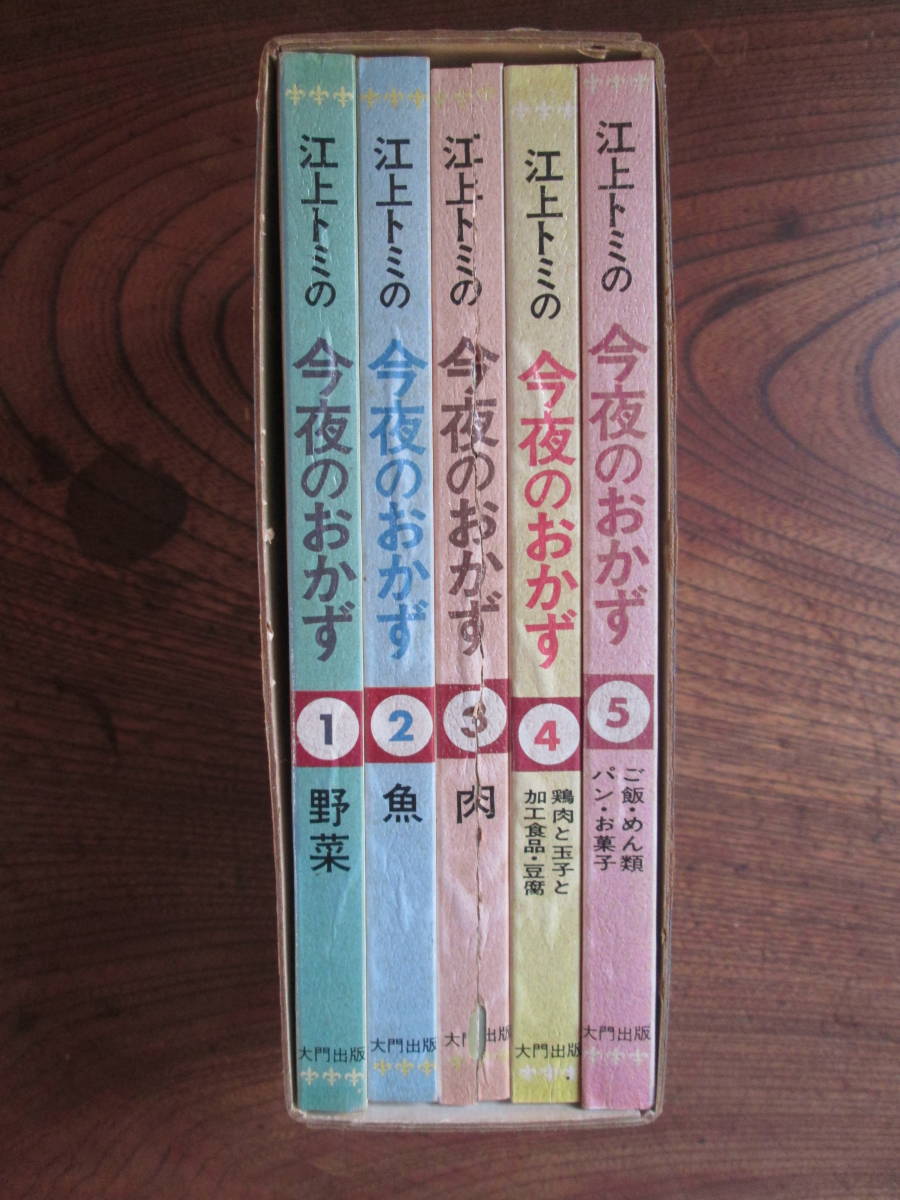 江上トミの
今夜のおかず
1
野菜
大門出版
江上トミの
今夜のおかず
2
魚
大門出版
江上トミの
今夜のおかず
3
肉
大門出版
江上トミの
今夜のおかず
4
鶏肉と玉子と
加工食品・豆腐
大門出版
江上トミの
今夜のおかず
5
ご飯・めん類
パン・お菓子
大門出版